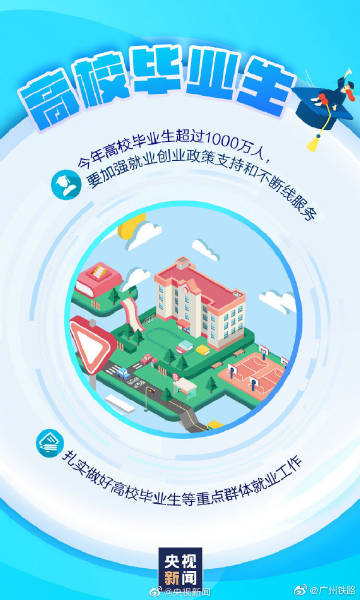 高校毕业生
今年高校毕业生超过1000万人，
要加强就业创业政策支持和不断线服务
扎实做好高校毕业生等重点群体就业工作
央视
新闻
@央视新闻
@广州铁路